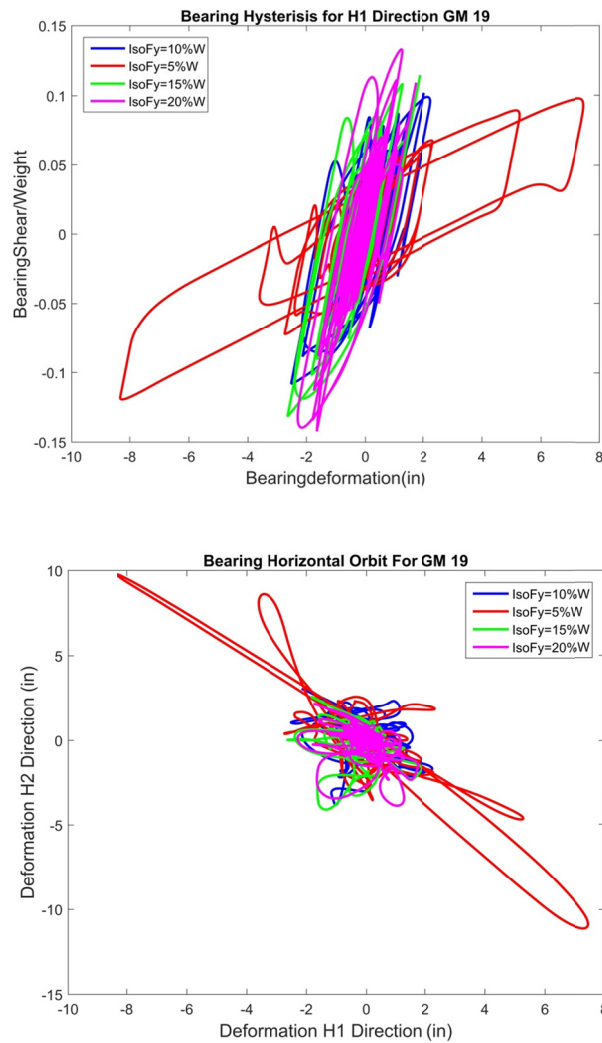 Bearing Hysterisis for H1 Direction GM 19
0.15
0.1
0.05
0
-0.05
-0.1
-0.15
BearingShear/Weight
IsoFy=10%W
IsoFy=5%W
IsoFy=15%W
IsoFy=20%W
-10 -8 -6 -4 -2 0 2 4 6 8
Bearingdeformation(in)
Bearing Horizontal Orbit For GM 19
10
5
0
-5
-10
-15
Deformation H2 Direction (in)
IsoFy=10%W
IsoFy=5%W
IsoFy=15%W
IsoFy=20%W
-10 -8 -6 -4 -2 0 2 4 6 8
Deformation H1 Direction (in)